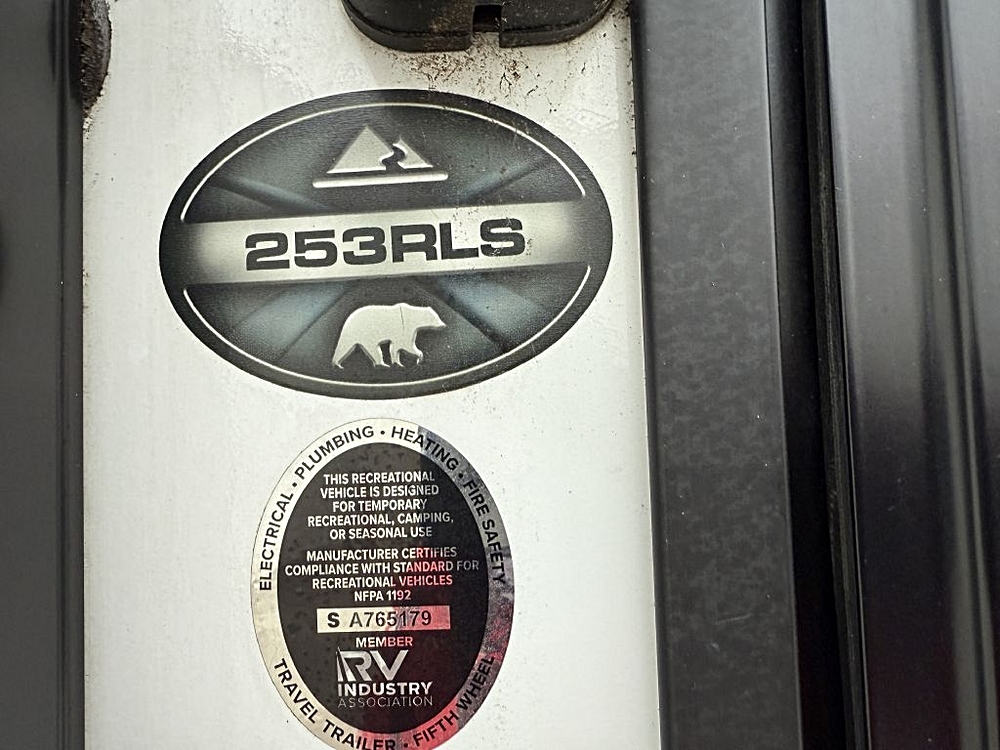 253RLS
ELECTRICAL • PLUMBING • HEATING • FIRE SAFETY
THIS RECREATIONAL
VEHICLE IS DESIGNED
FOR TEMPORARY
RECREATIONAL, CAMPING,
OR SEASONAL USE
MANUFACTURER CERTIFIES
COMPLIANCE WITH STANDARD FOR
RECREATIONAL VEHICLES
NFPA 1192
S A765179
MEMBER
RV
INDUSTRY
ASSOCIATION
TRAVEL TRAILER • FIFTH WHEEL